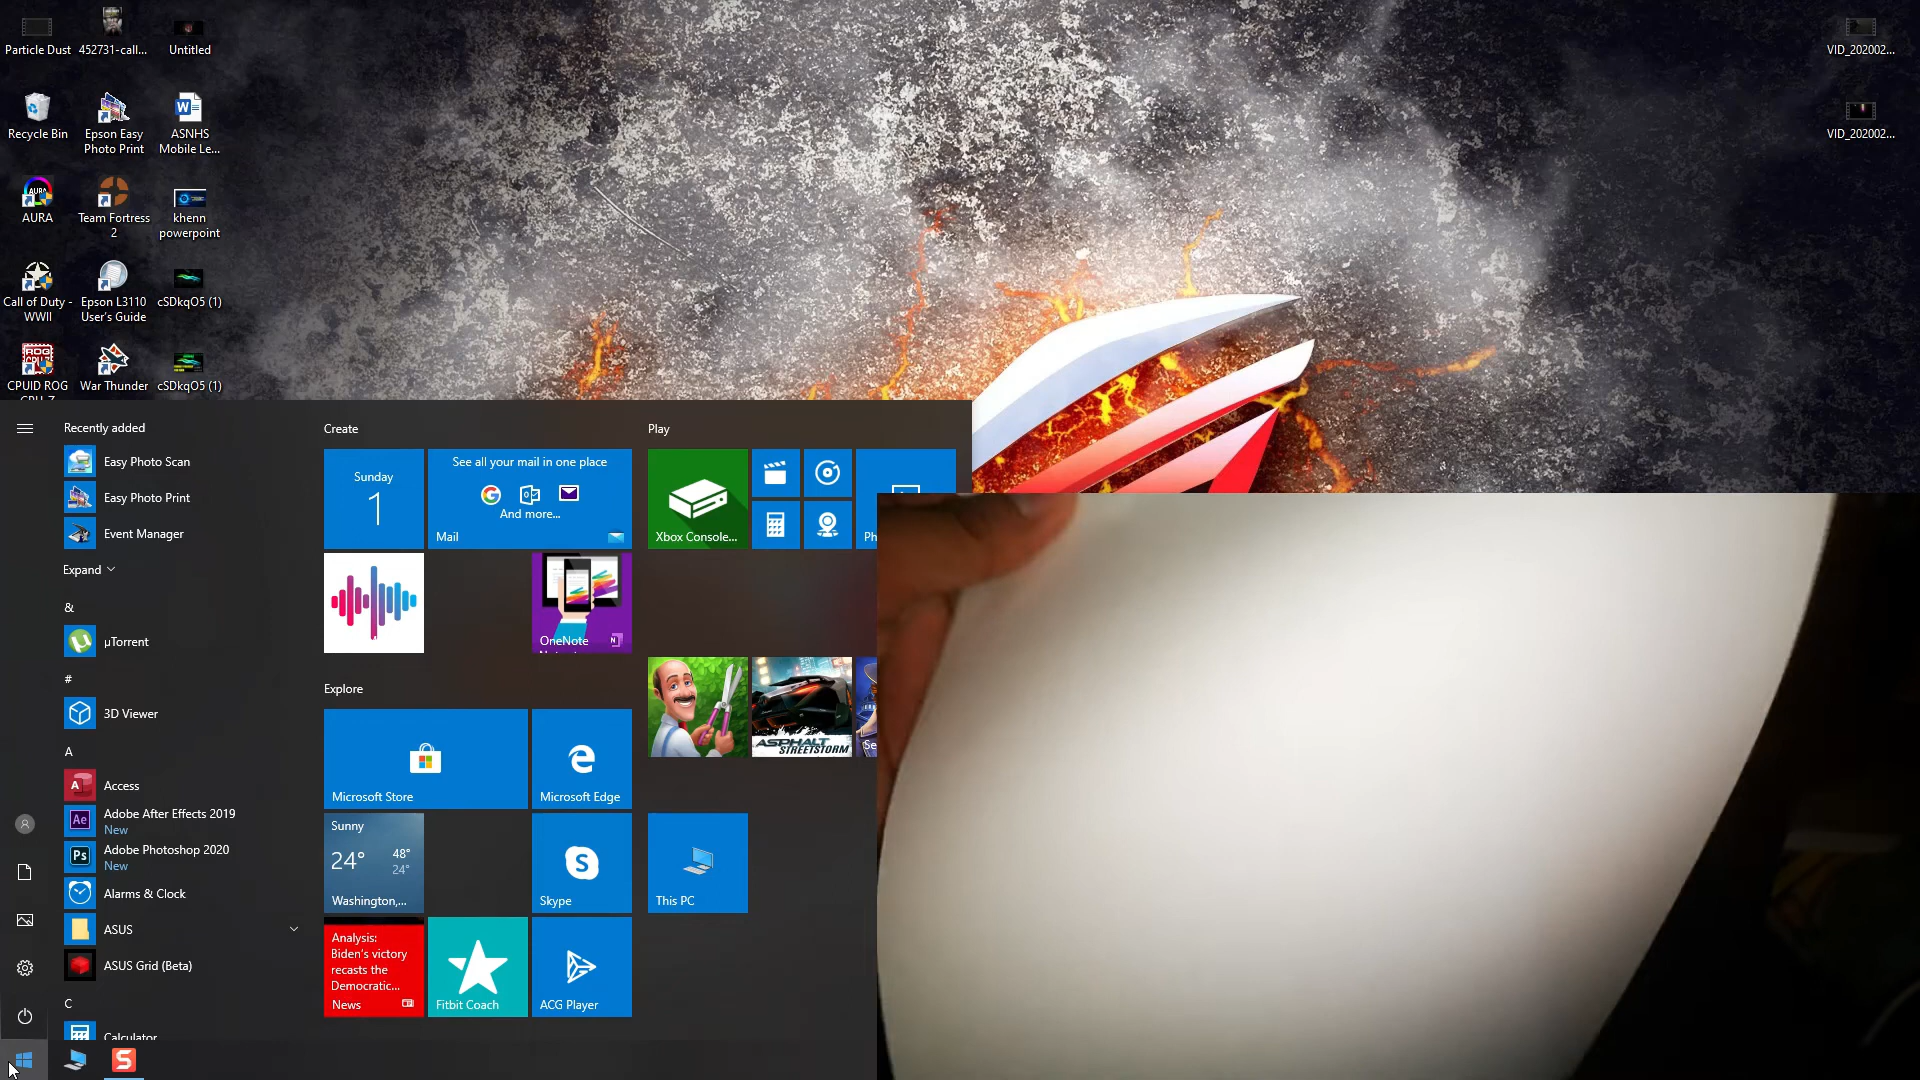 Particle Dust
452731-call...
Untitled
VID_202002...
Recycle Bin
Epson Easy
Photo Print
ASNHS
Mobile Le...
VID_202002...
AURA
Team Fortress
2
khenn
powerpoint
Call of Duty -
WWII
Epson L3110
User's Guide
cSDkqO5 (1)
CPUID ROG
War Thunder
cSDkqO5 (1)
Recently added
Easy Photo Scan
Easy Photo Print
Event Manager
Expand
&
µTorrent
#
3D Viewer
A
Access
Adobe After Effects 2019
New
Adobe Photoshop 2020
New
Alarms & Clock
ASUS
ASUS Grid (Beta)
C
Calculator
Create
Sunday
1
See all your mail in one place
And more...
Mail
OneNote
Explore
Microsoft Store
Microsoft Edge
Sunny
24°
48°
24°
Washington,...
Skype
Analysis:
Biden's victory
recasts the
Democratic...
News
Fitbit Coach
ACG Player
Play
Xbox Console...
Ph
ASPHALT
STREETSTORM
Se
This PC